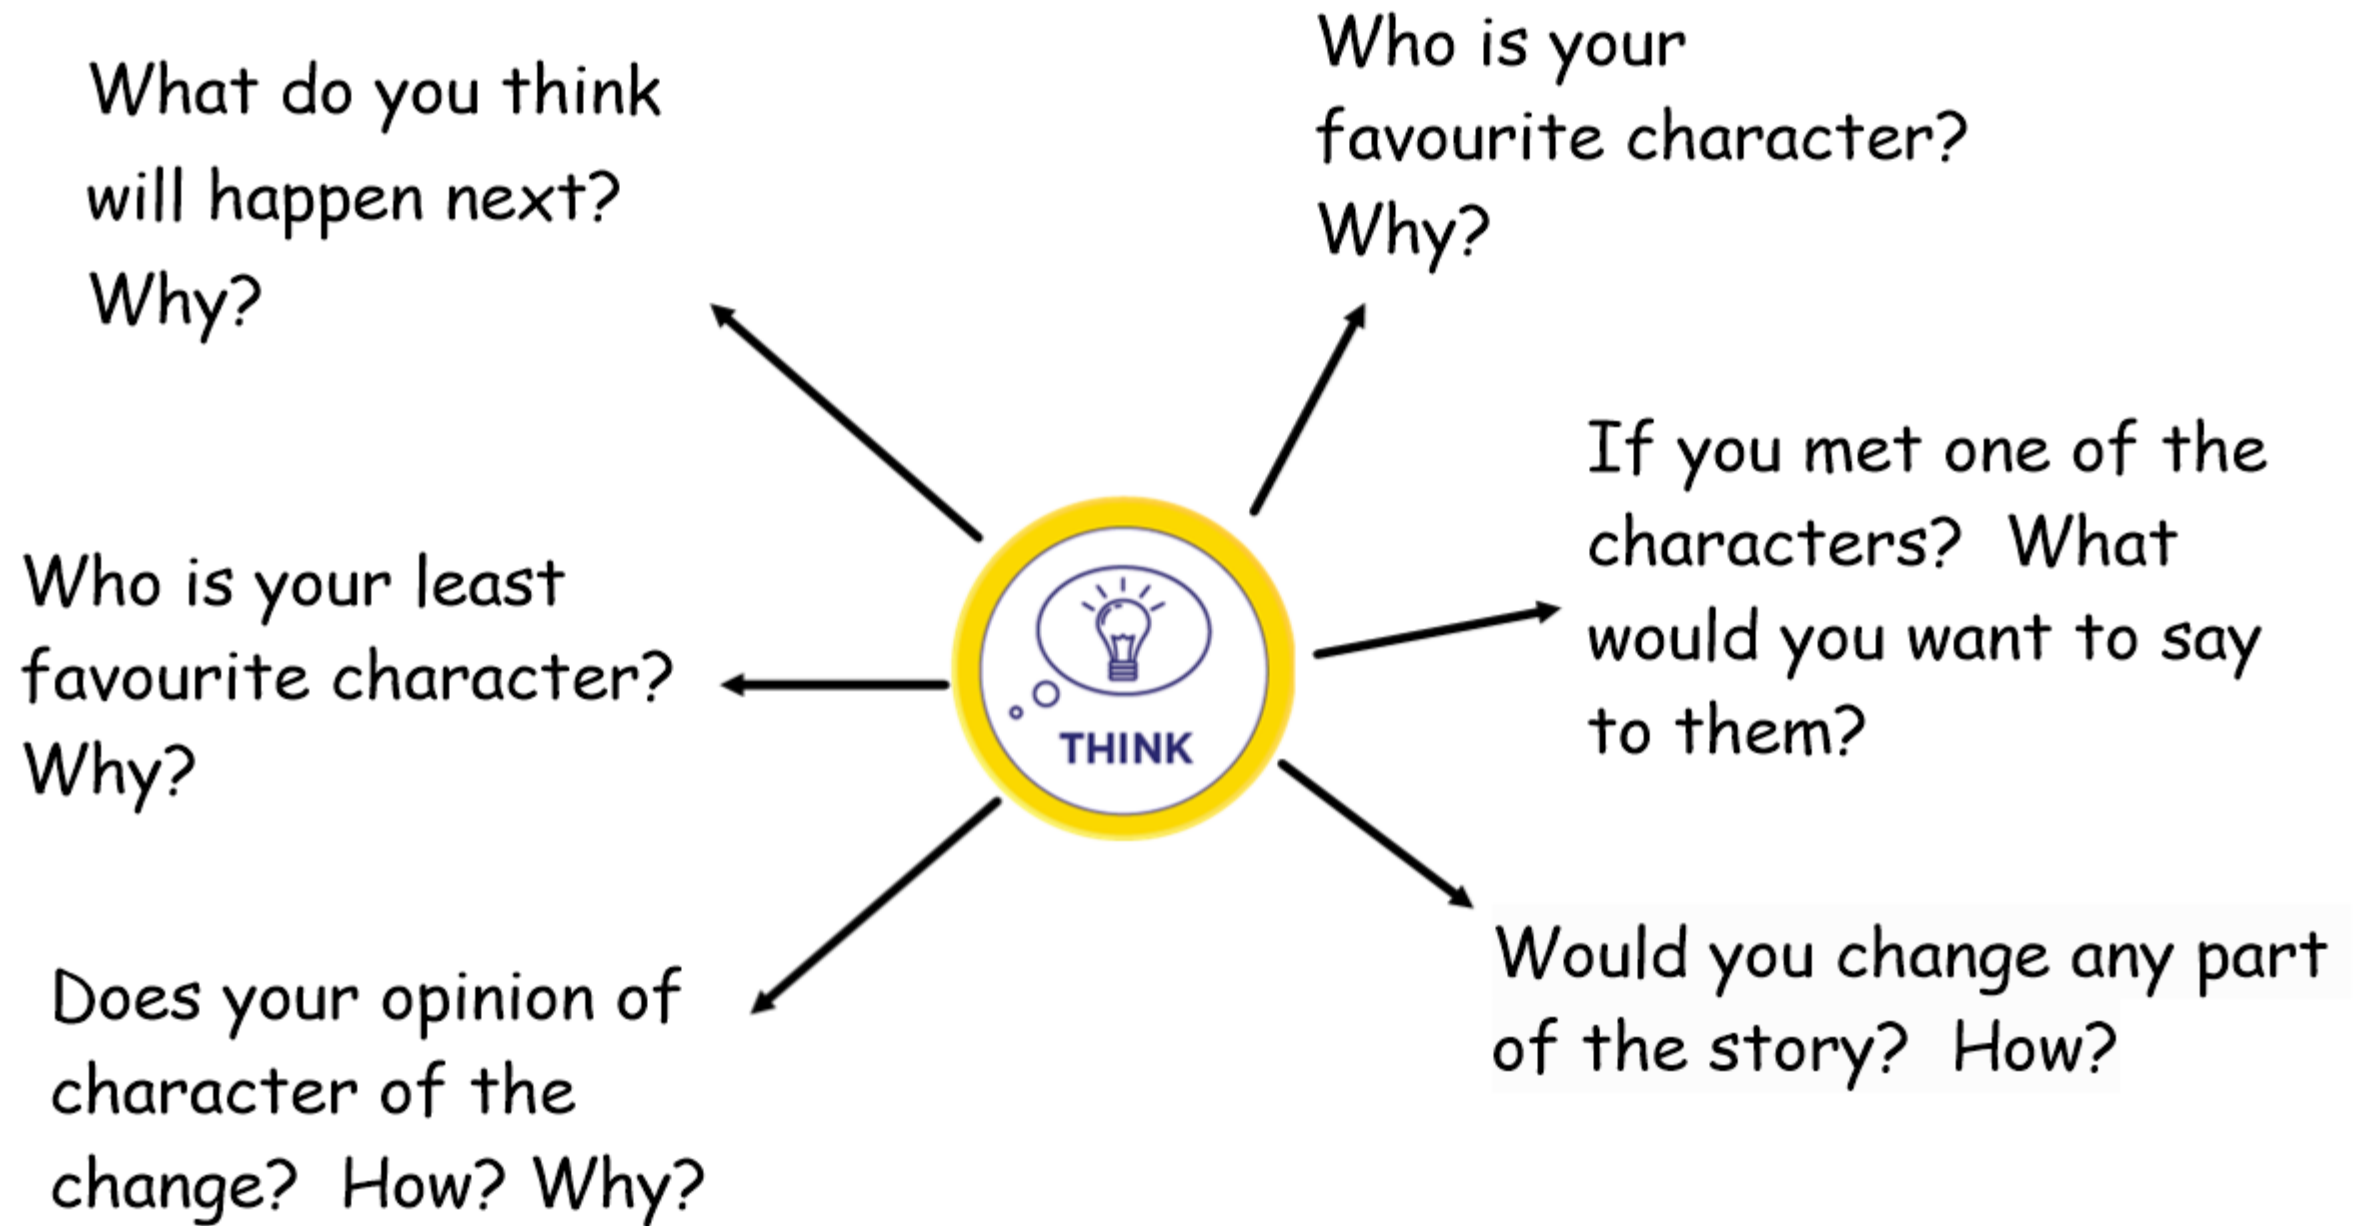 What do you think
will happen next?
Why?
Who is your
favourite character?
Why?
If you met one of the
characters? What
would you want to say
to them?
Who is your least
favourite character?
Why?
THINK
Would you change any part
of the story? How?
Does your opinion of
character of the
change? How? Why?